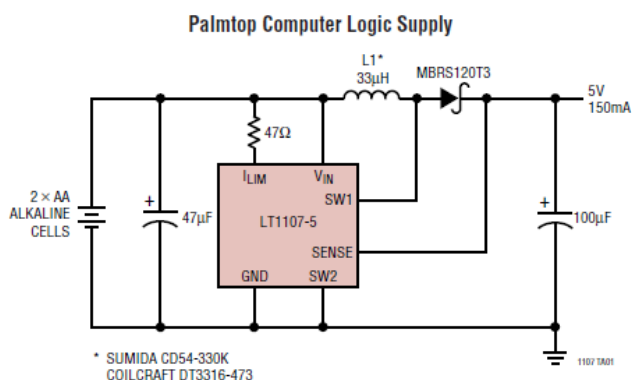 Palmtop Computer Logic Supply
L1*
33µH
MBRS120T3
5V
150mA
47Ω
ILIM
VIN
SW1
2 × AA
ALKALINE
CELLS
+
47µF
LT1107-5
+
100µF
SENSE
GND
SW2
* SUMIDA CD54-330K
COILCRAFT DT3316-473
1107 TA01